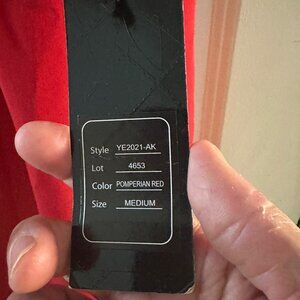 Style YE2021-AK
Lot 4653
Color POMPERIAN RED
Size MEDIUM